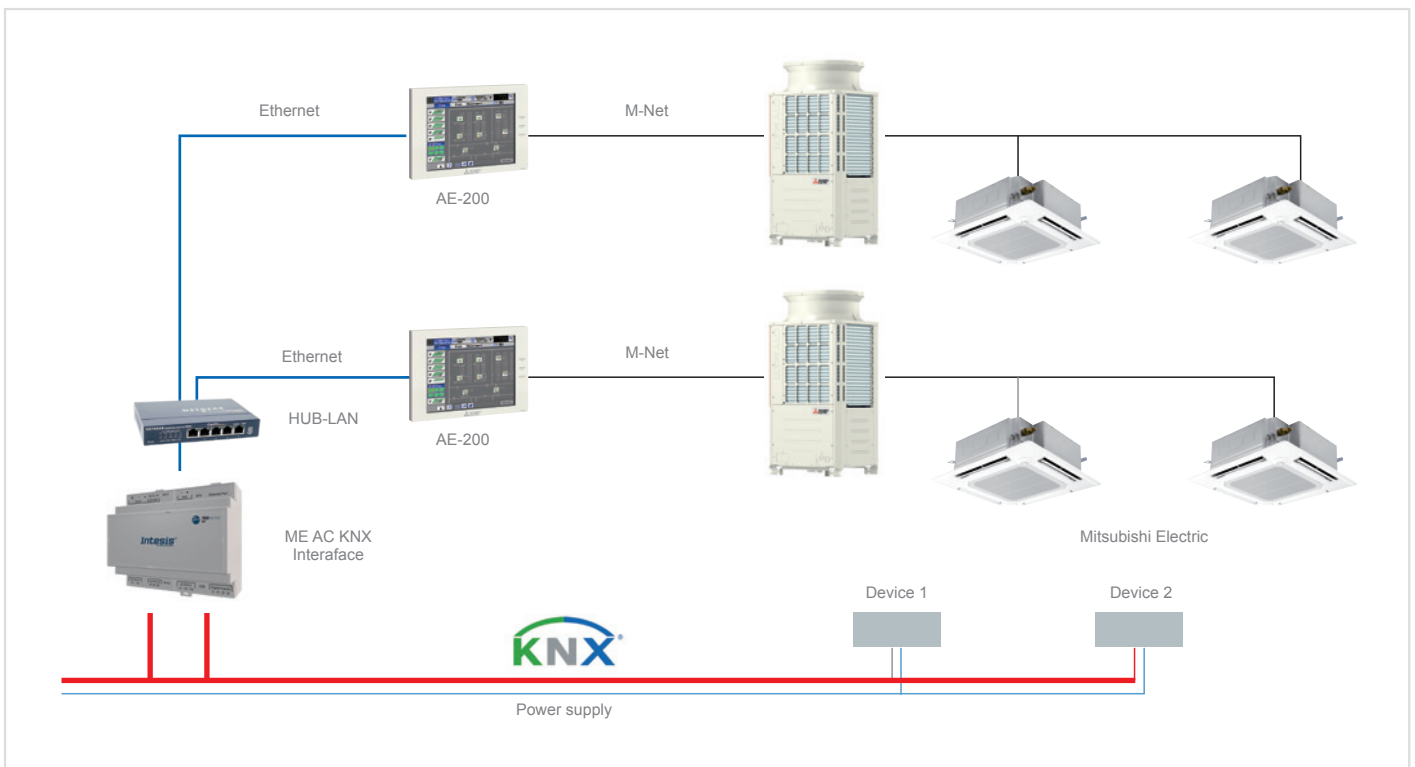 Ethernet
M-Net
AE-200
Ethernet
M-Net
HUB-LAN
AE-200
Intesis
ME AC KNX
Interaface
Mitsubishi Electric
Device 1
Device 2
KNX®
Power supply